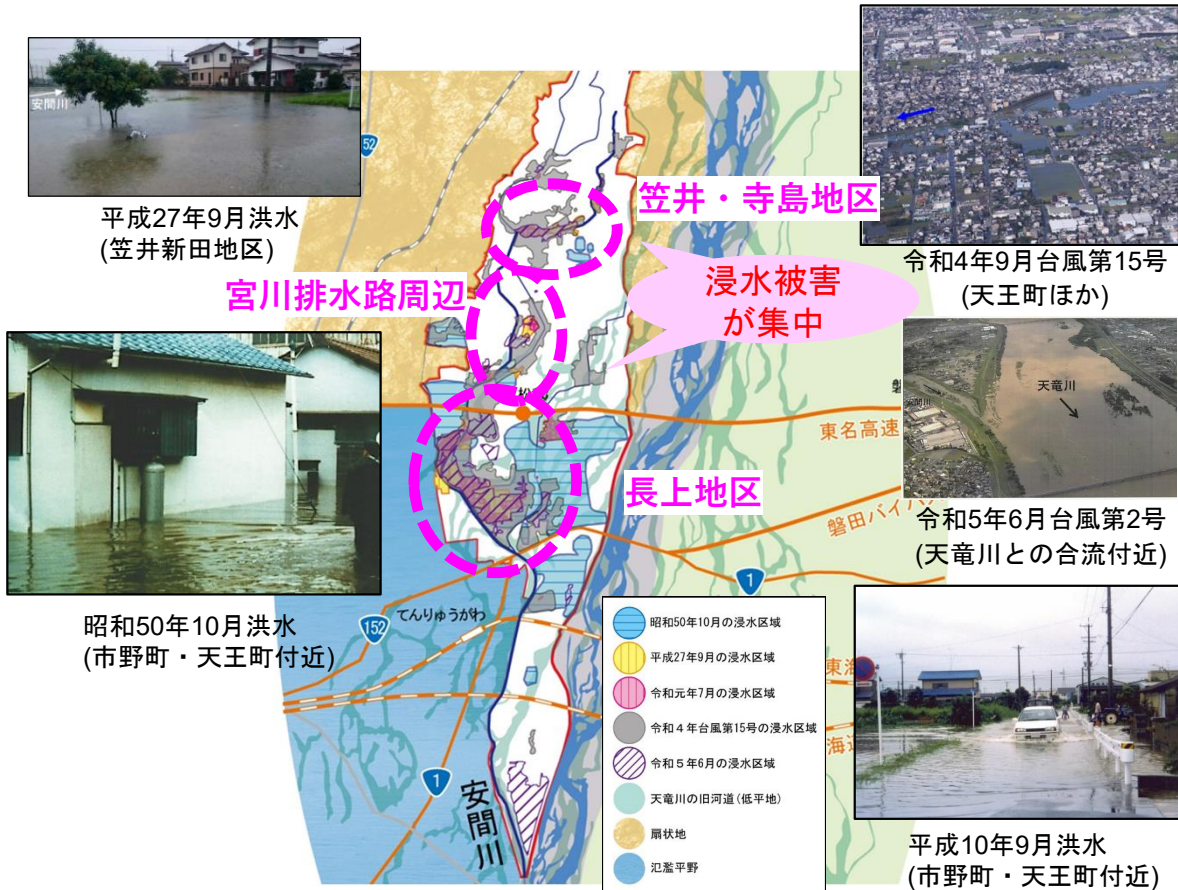 安間川
平成27年9月洪水
(笠井新田地区)
52
笠井・寺島地区
令和4年9月台風第15号
(天王町ほか)
宮川排水路周辺
浸水被害
が集中
天竜川
安間川
東名高速
長上地区
磐田バイパス
令和5年6月台風第2号
(天竜川との合流付近)
1
昭和50年10月洪水
(市野町・天王町付近)
152
てんりゅうがわ
昭和50年10月の浸水区域
平成27年9月の浸水区域
令和元年7月の浸水区域
令和4年台風第15号の浸水区域
令和5年6月の浸水区域
天竜川の旧河道(低平地)
扇状地
氾濫平野
東海
海道
1
安間川
平成10年9月洪水
(市野町・天王町付近)